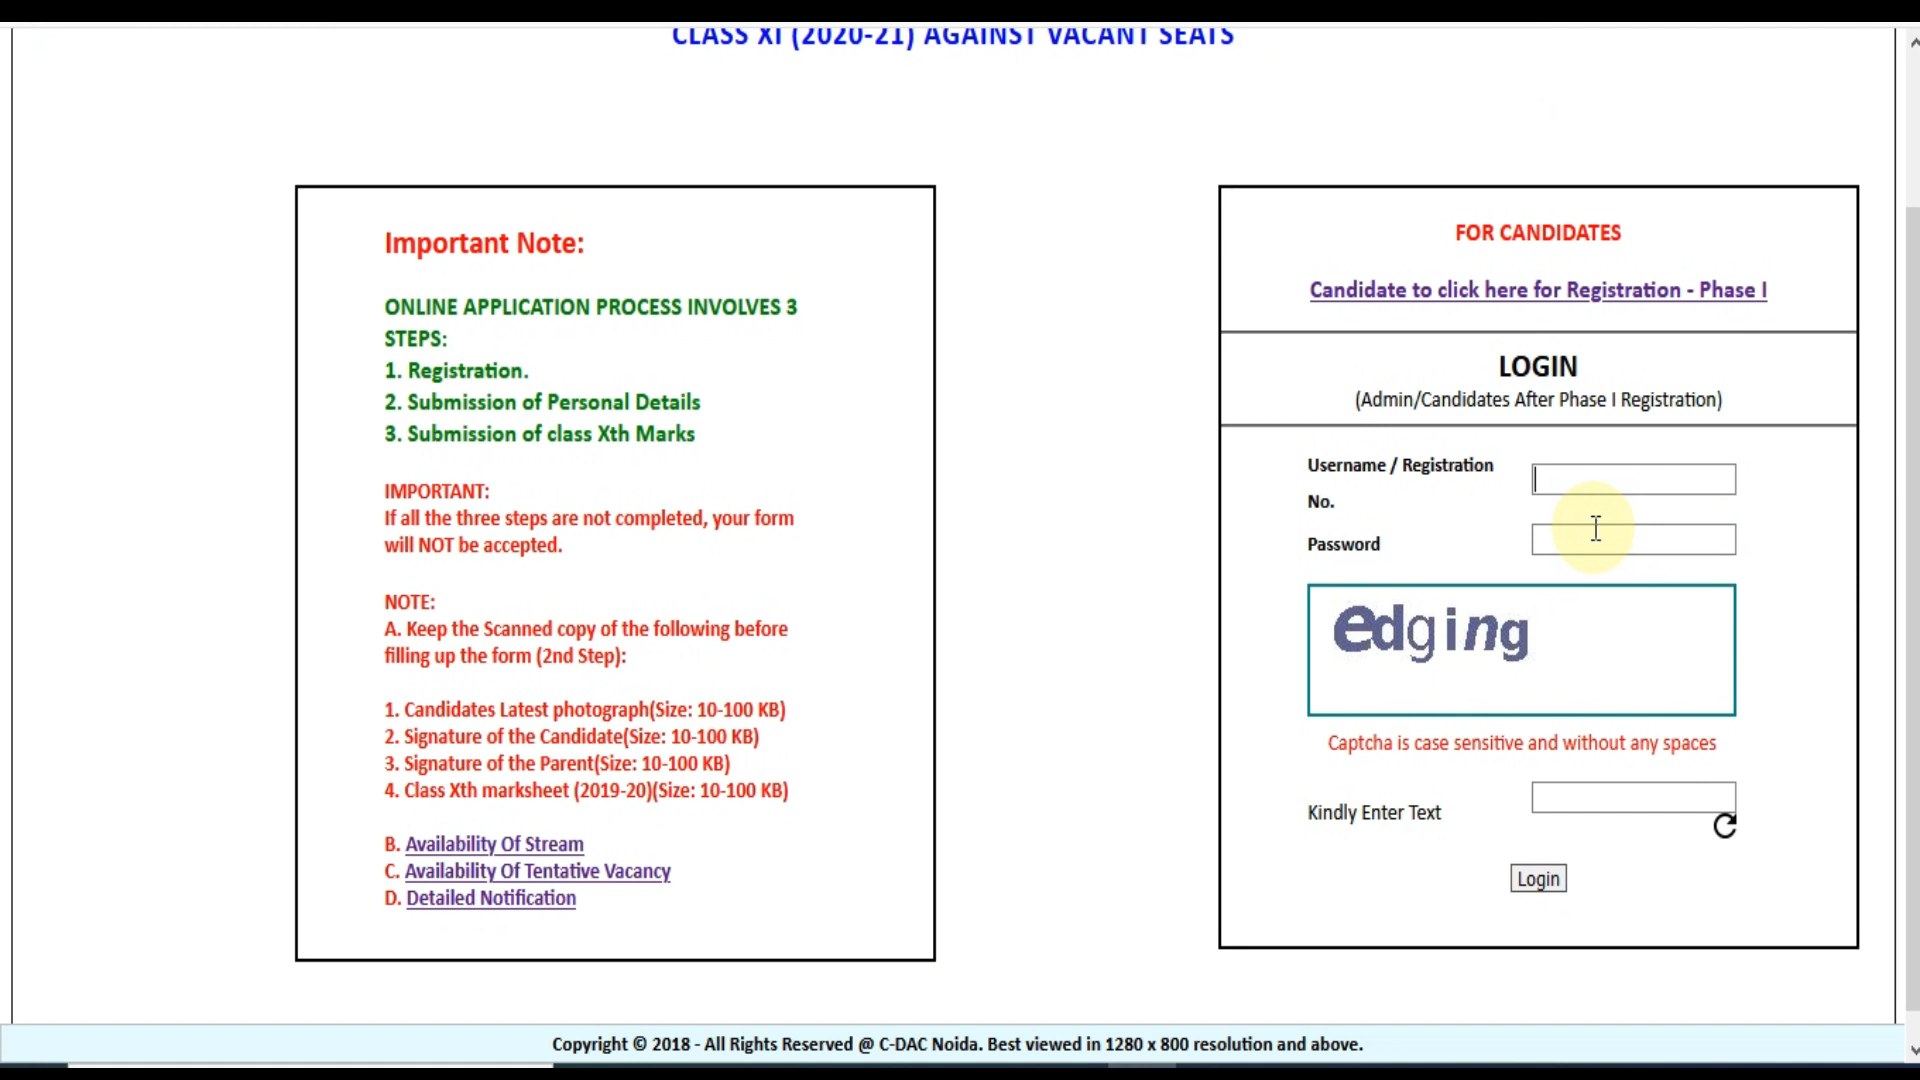 CLASS XI (2020-21) AGAINST VACANT SEATS
Important Note:
ONLINE APPLICATION PROCESS INVOLVES 3
STEPS:
1. Registration.
2. Submission of Personal Details
3. Submission of class Xth Marks
IMPORTANT:
If all the three steps are not completed, your form
will NOT be accepted.
NOTE:
A. Keep the Scanned copy of the following before
filling up the form (2nd Step):
1. Candidates Latest photograph(Size: 10-100 KB)
2. Signature of the Candidate(Size: 10-100 KB)
3. Signature of the Parent(Size: 10-100 KB)
4. Class Xth marksheet (2019-20)(Size: 10-100 KB)
B. Availability Of Stream
C. Availability Of Tentative Vacancy
D. Detailed Notification
FOR CANDIDATES
Candidate to click here for Registration - Phase I
LOGIN
(Admin/Candidates After Phase I Registration)
Username / Registration
No.
Password
edging
Captcha is case sensitive and without any spaces
Kindly Enter Text
Login
Copyright © 2018 - All Rights Reserved @ C-DAC Noida. Best viewed in 1280 x 800 resolution and above.